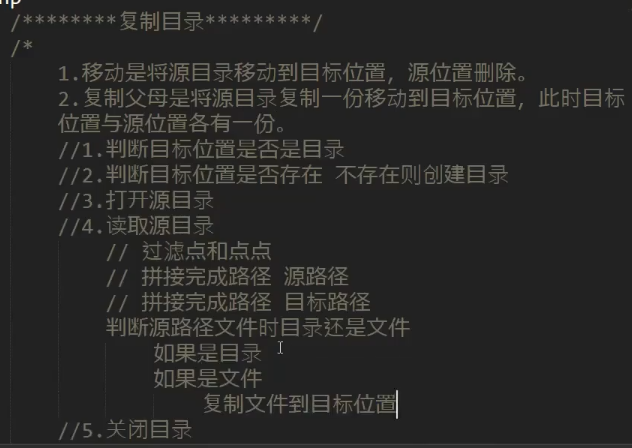 hp
/********复制目录*********/
/*
1.移动是将源目录移动到目标位置，源位置删除。
2.复制父母是将源目录复制一份移动到目标位置，此时目标
位置与源位置各有一份。
//1.判断目标位置是否是目录
//2.判断目标位置是否存在 不存在则创建目录
//3.打开源目录
//4.读取源目录
// 过滤点和点点
// 拼接完成路径 源路径
// 拼接完成路径 目标路径
判断源路径文件时目录还是文件
如果是目录
如果是文件
复制文件到目标位置
//5.关闭目录